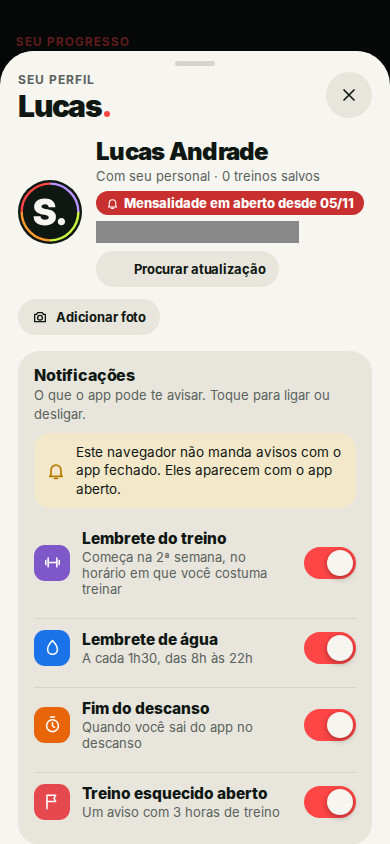 SEU PROGRESSO
SEU PERFIL
Lucas.
Lucas Andrade
Com seu personal · 0 treinos salvos
Mensalidade em aberto desde 05/11
S.
Procurar atualização
Adicionar foto
Notificações
O que o app pode te avisar. Toque para ligar ou
desligar.
Este navegador não manda avisos com o
app fechado. Eles aparecem com o app
aberto.
Lembrete do treino
Começa na 2ª semana, no
horário em que você costuma
treinar
Lembrete de água
A cada 1h30, das 8h às 22h
Fim do descanso
Quando você sai do app no
descanso
Treino esquecido aberto
Um aviso com 3 horas de treino